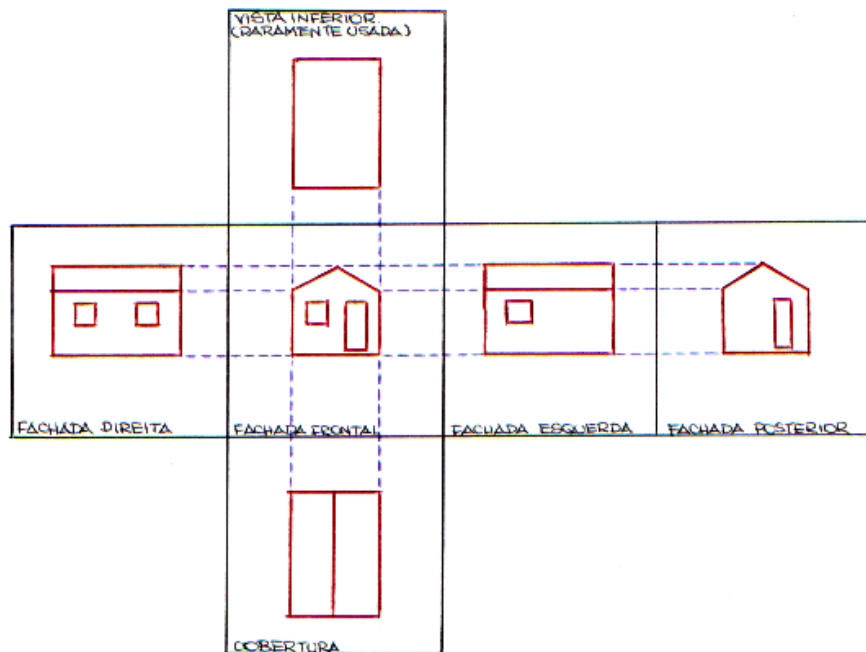 VISTA INFERIOR.
(RARAMENTE USADA)
FACHADA DIREITA
FACHADA FRONTAL
FACHADA ESQUERDA
FACHADA POSTERIOR
COBERTURA